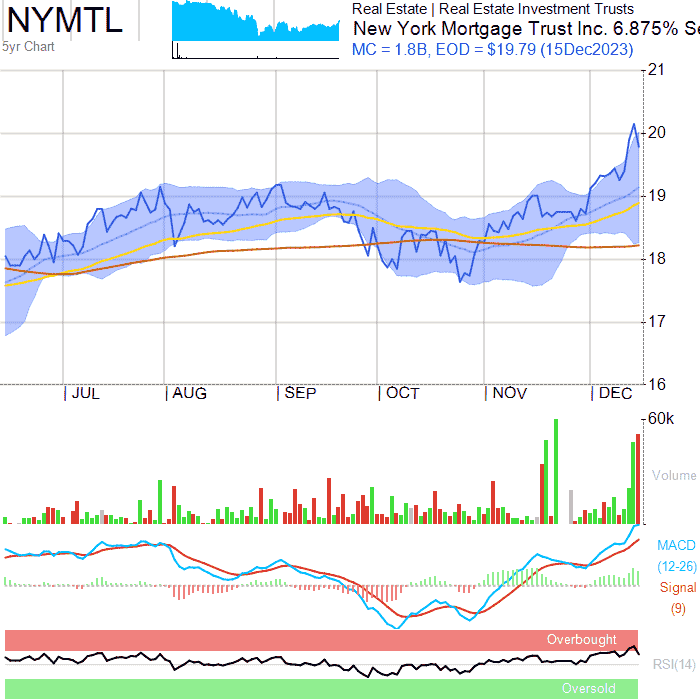 NYMTL
5yr Chart
Real Estate | Real Estate Investment Trusts
New York Mortgage Trust Inc. 6.875% Se
MC = 1.8B, EOD = $19.79 (15Dec2023)
21
20
19
18
17
16
JUL AUG SEP OCT NOV DEC
60k
Volume
MACD
(12-26)
Signal
(9)
Overbought
RSI(14)
Oversold